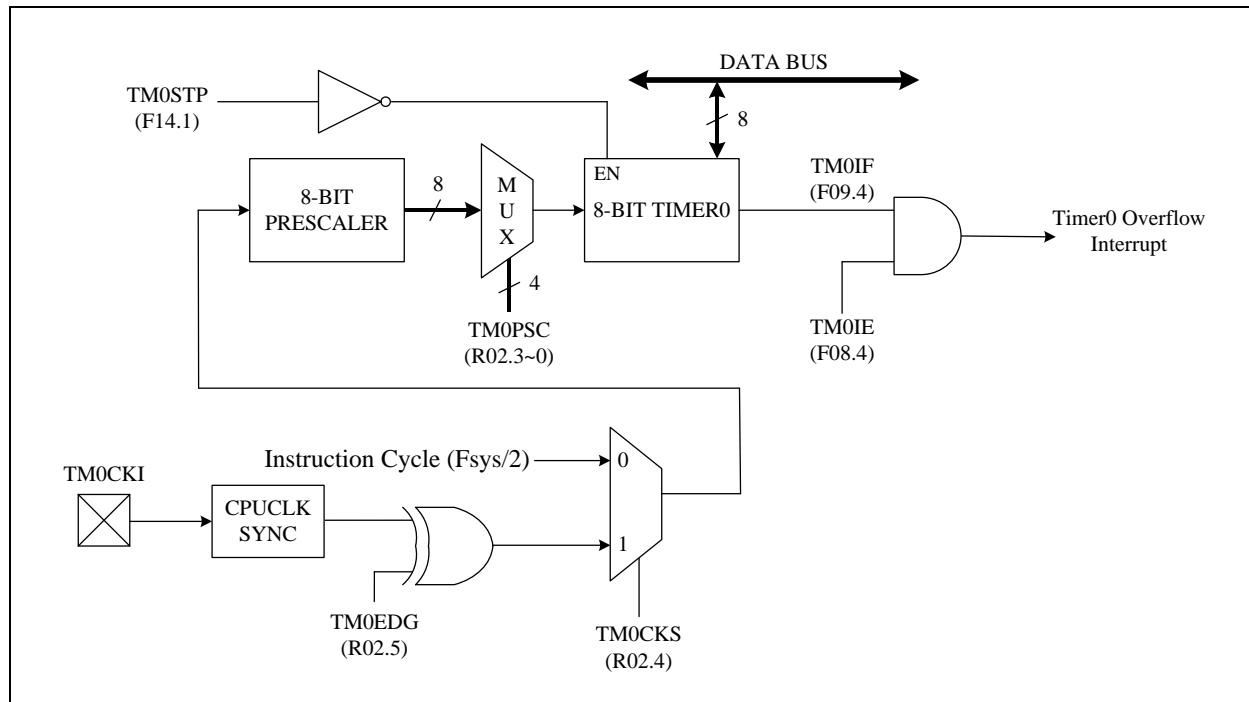 DATA BUS
TM0STP
(F14.1)
8
EN
8-BIT TIMER0
8-BIT
PRESCALER
8
M
U
X
4
TM0PSC
(R02.3~0)
TM0IF
(F09.4)
Timer0 Overflow
Interrupt
TM0IE
(F08.4)
Instruction Cycle (Fsys/2)
0
1
TM0CKI
CPUCLK
SYNC
TM0EDG
(R02.5)
TM0CKS
(R02.4)